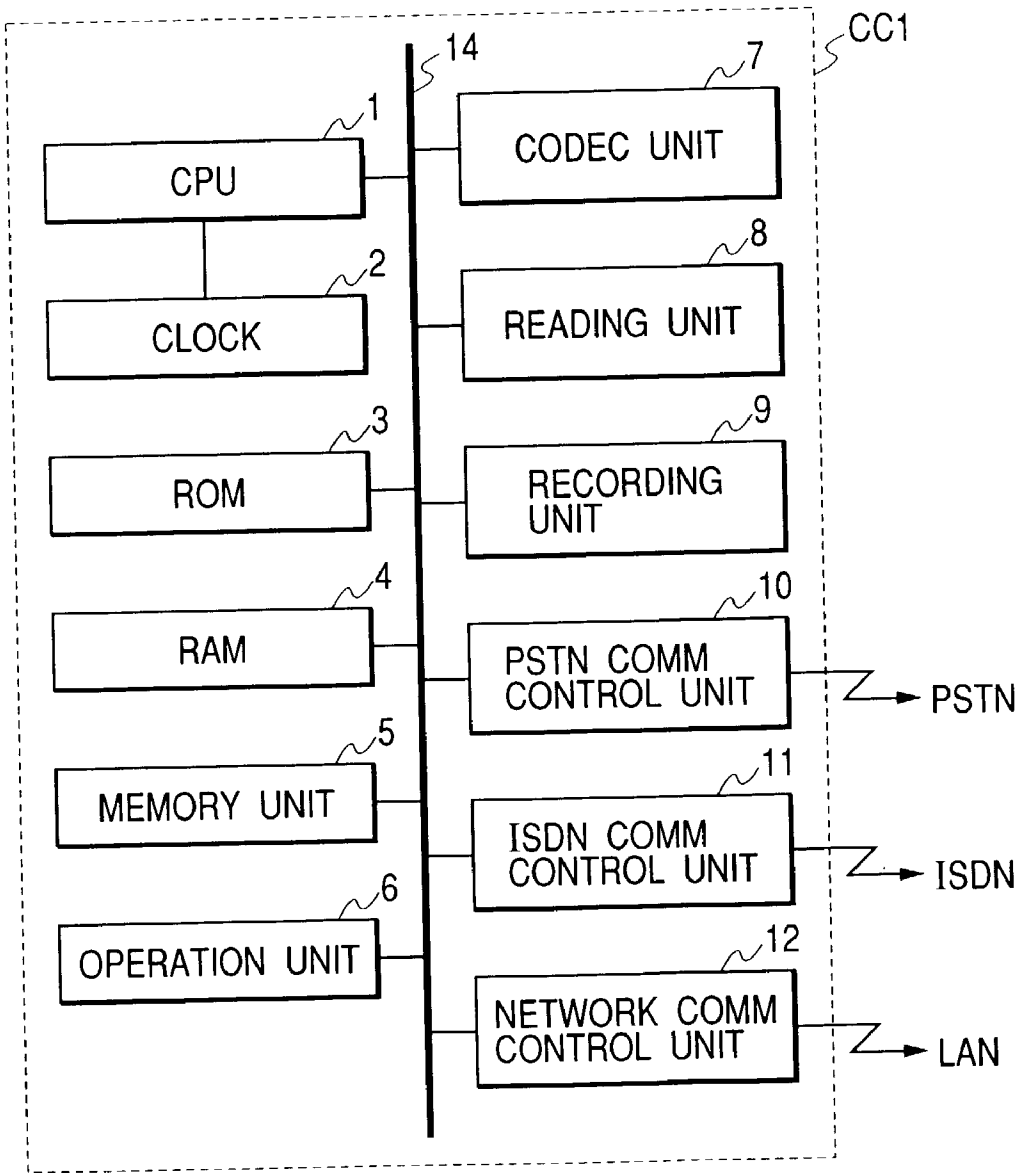 CC1
14
1
CPU
2
CLOCK
3
ROM
4
RAM
5
MEMORY UNIT
6
OPERATION UNIT
7
CODEC UNIT
8
READING UNIT
9
RECORDING
UNIT
10
PSTN COMM
CONTROL UNIT
PSTN
11
ISDN COMM
CONTROL UNIT
ISDN
12
NETWORK COMM
CONTROL UNIT
LAN